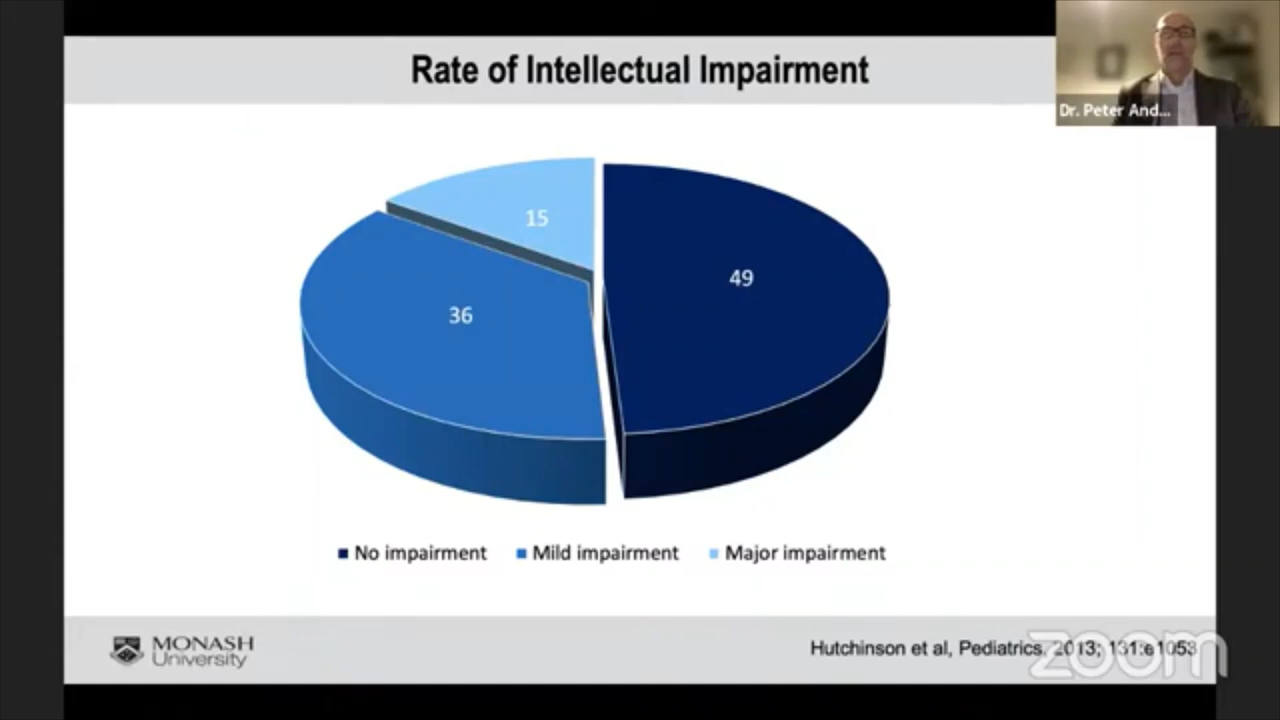 Rate of Intellectual Impairment
Dr. Peter And...
15
49
36
No impairment
Mild impairment
Major impairment
MONASH
University
Hutchinson et al, Pediatrics, 2013; 131:e1053
zoom